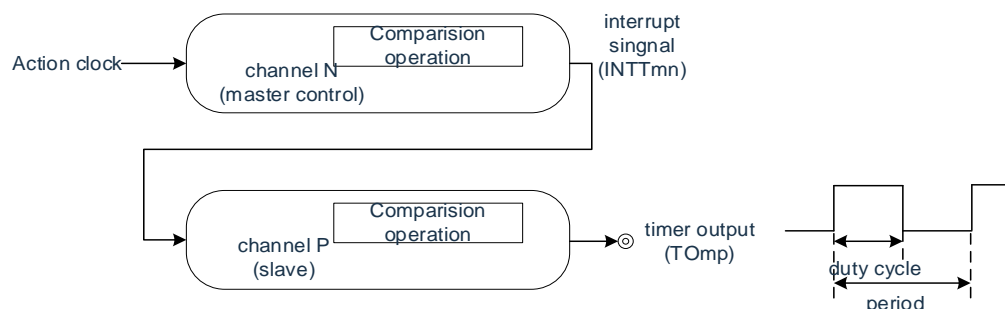 Comparision
operation
interrupt
singnal
(INTTmn)
Action clock
channel N
(master control)
Comparision
operation
channel P
(slave)
timer output
(TOmp)
duty cycle
period